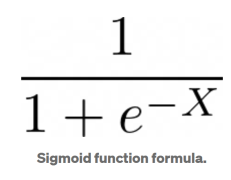 1
1 + e^{-X}
Sigmoid function formula.